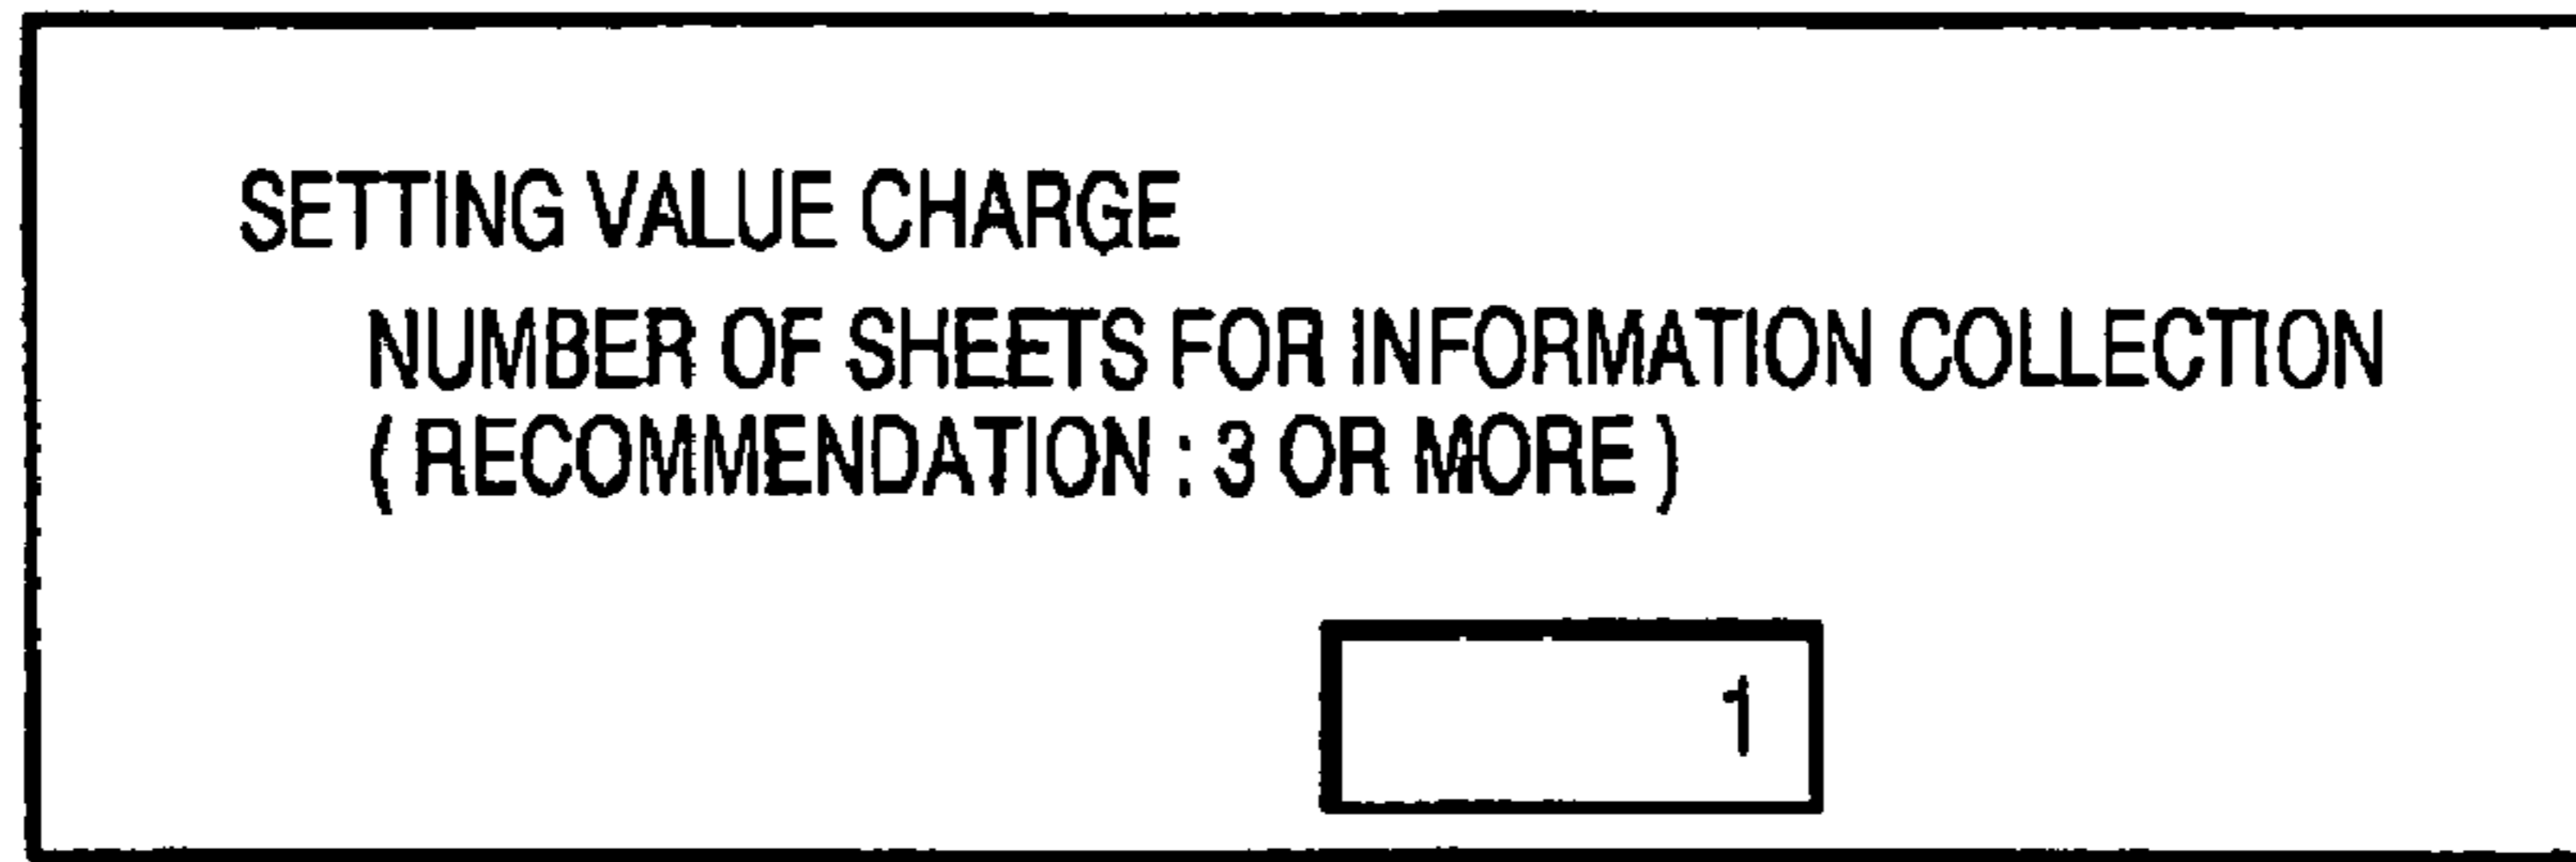 SETTING VALUE CHARGE
NUMBER OF SHEETS FOR INFORMATION COLLECTION
( RECOMMENDATION : 3 OR MORE )
1